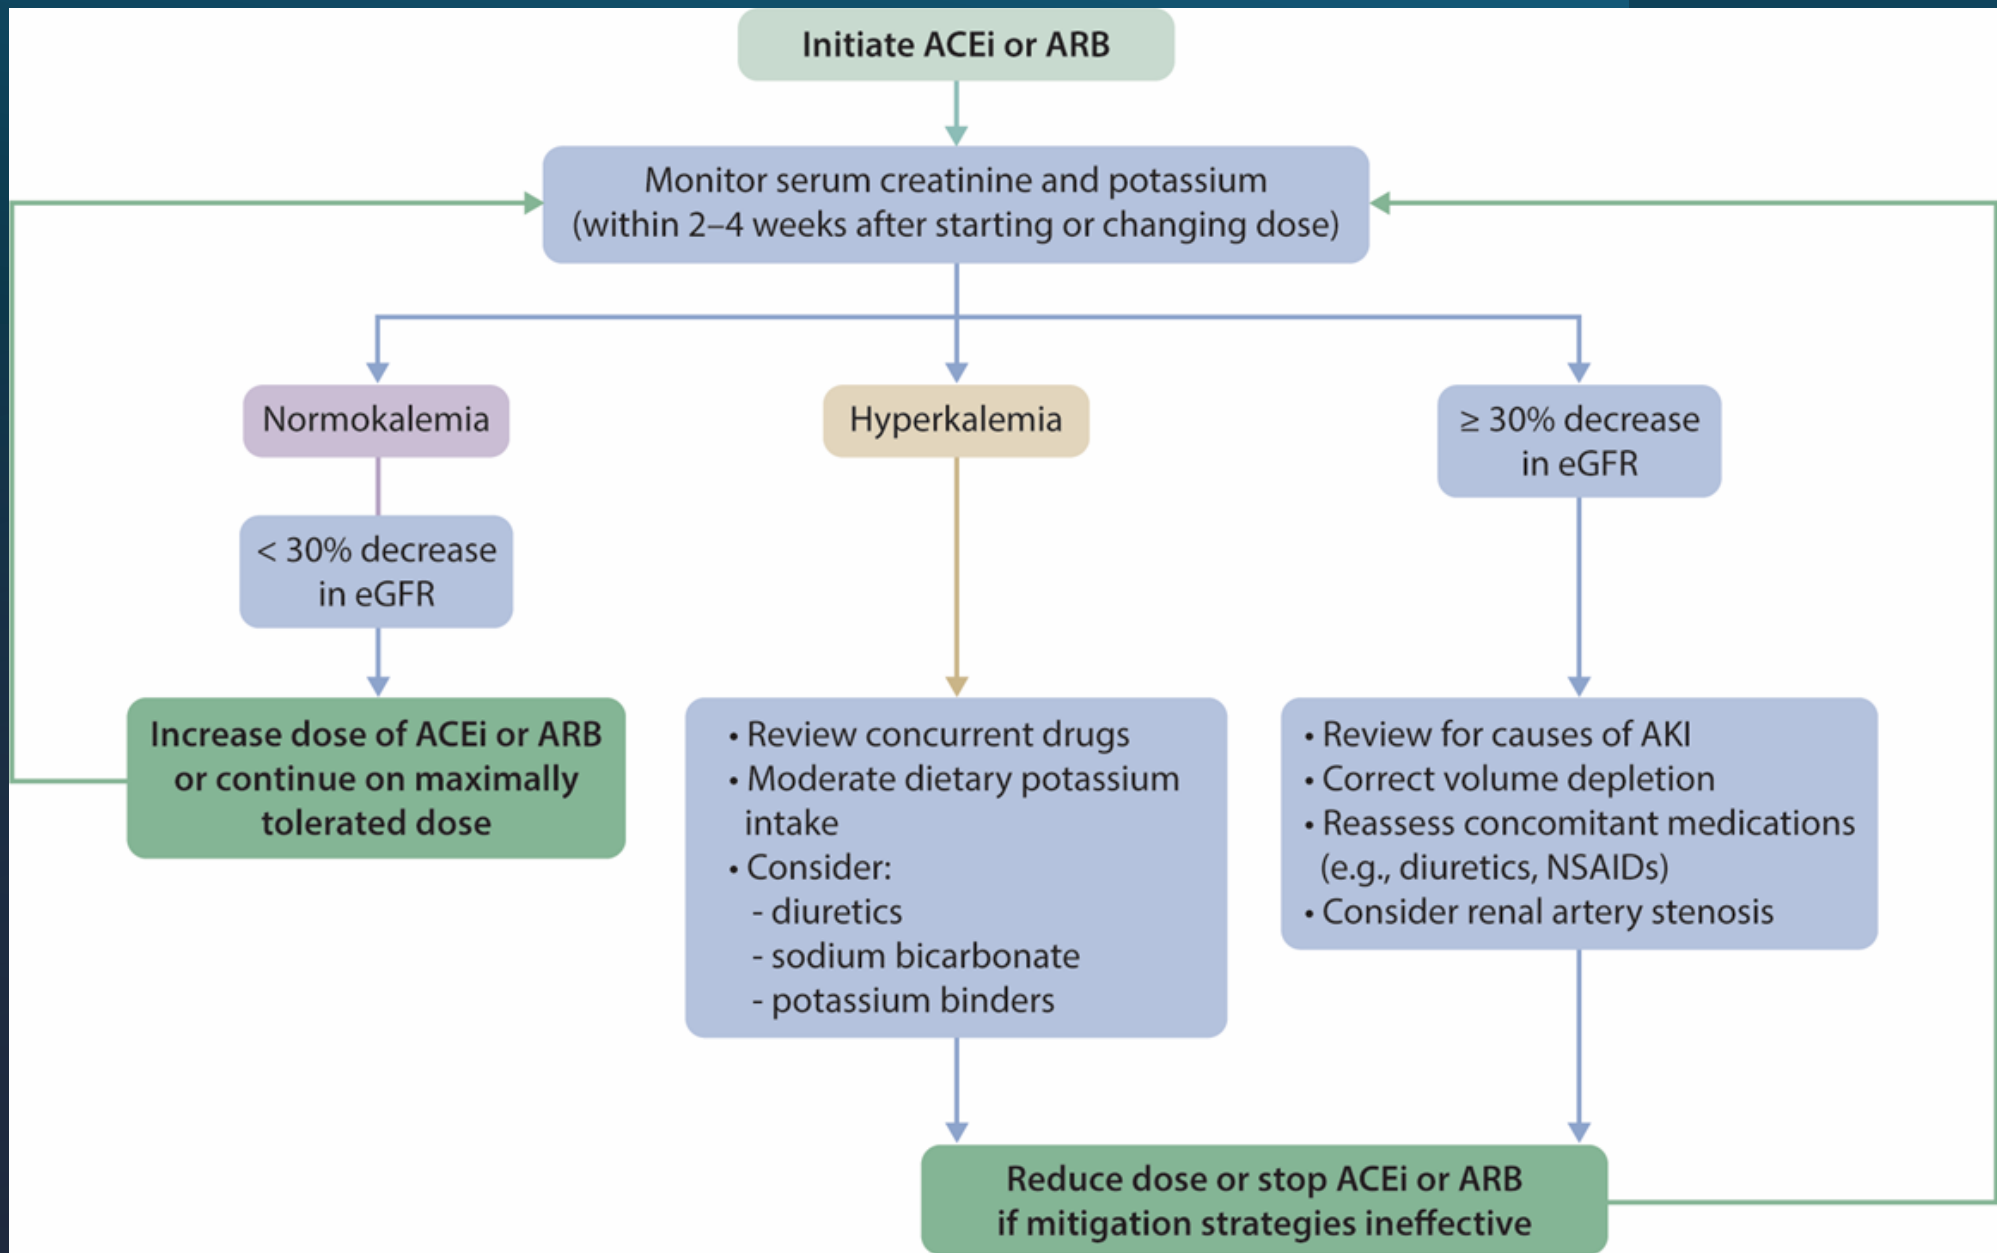 Initiate ACEi or ARB
Monitor serum creatinine and potassium
(within 2–4 weeks after starting or changing dose)
Normokalemia
< 30% decrease
in eGFR
Increase dose of ACEi or ARB
or continue on maximally
tolerated dose
Hyperkalemia
• Review concurrent drugs
• Moderate dietary potassium
intake
• Consider:
- diuretics
- sodium bicarbonate
- potassium binders
≥ 30% decrease
in eGFR
• Review for causes of AKI
• Correct volume depletion
• Reassess concomitant medications
(e.g., diuretics, NSAIDs)
• Consider renal artery stenosis
Reduce dose or stop ACEi or ARB
if mitigation strategies ineffective